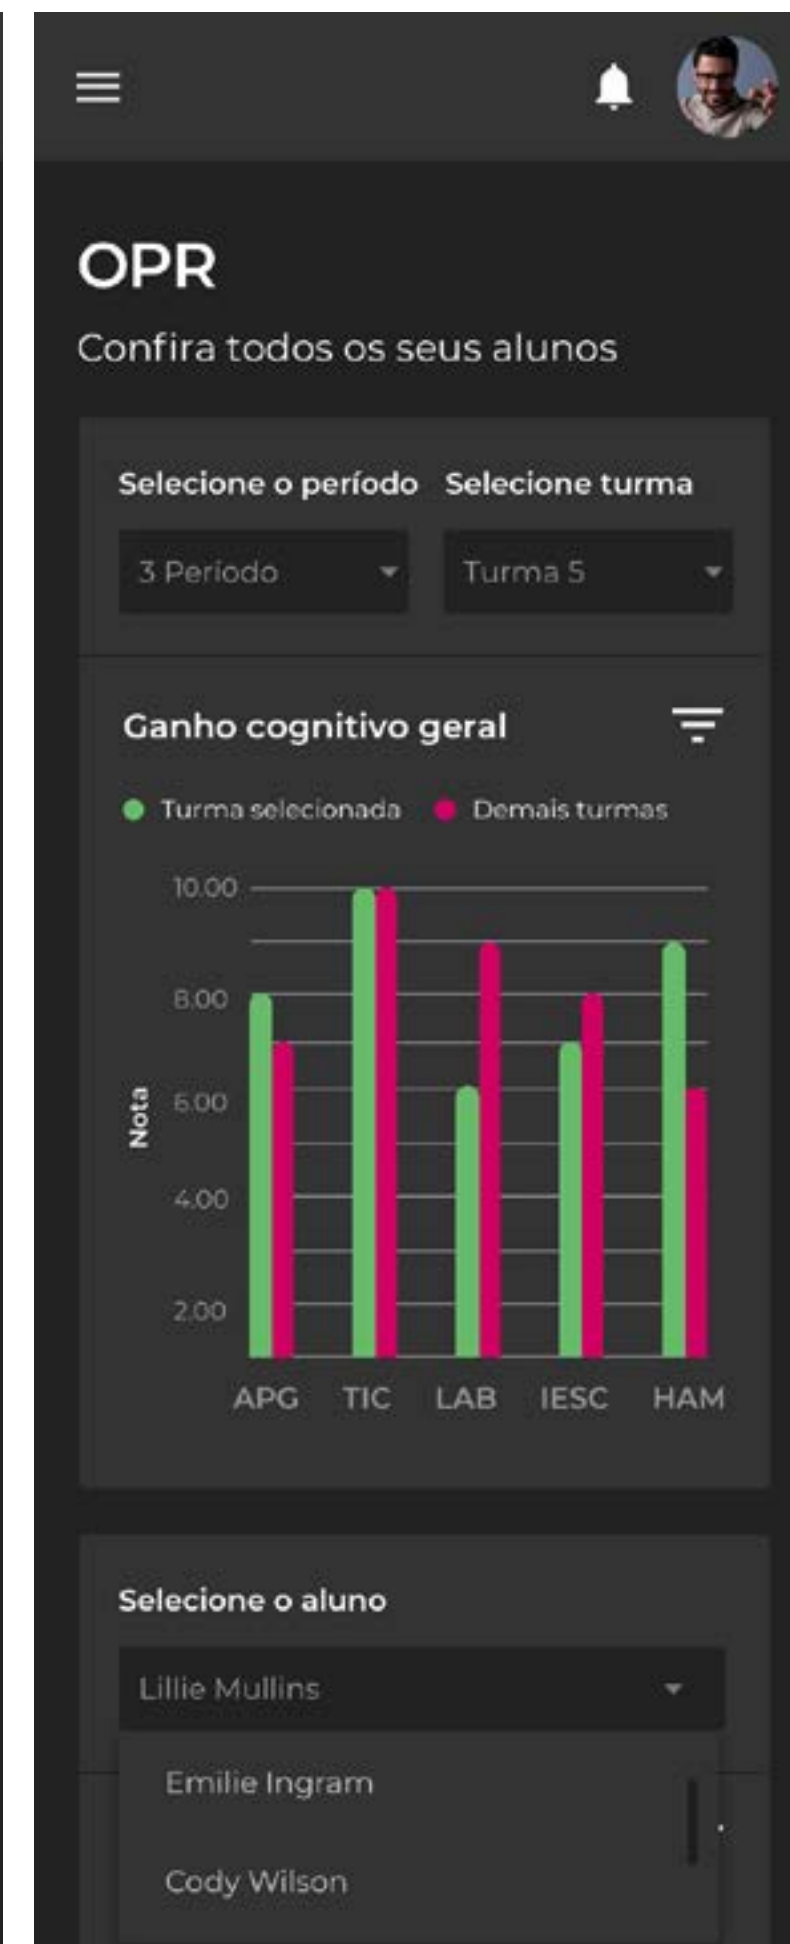 OPR
Confira todos os seus alunos
Selecione o período Selecione turma
3 Periodo Turma 5
Ganho cognitivo geral
Turma selecionada Demais turmas
10.00
8.00
6.00
4.00
2.00
Nota
APG TIC LAB IESC HAM
Selecione o aluno
Lillie Mullins
Emilie Ingram
Cody Wilson